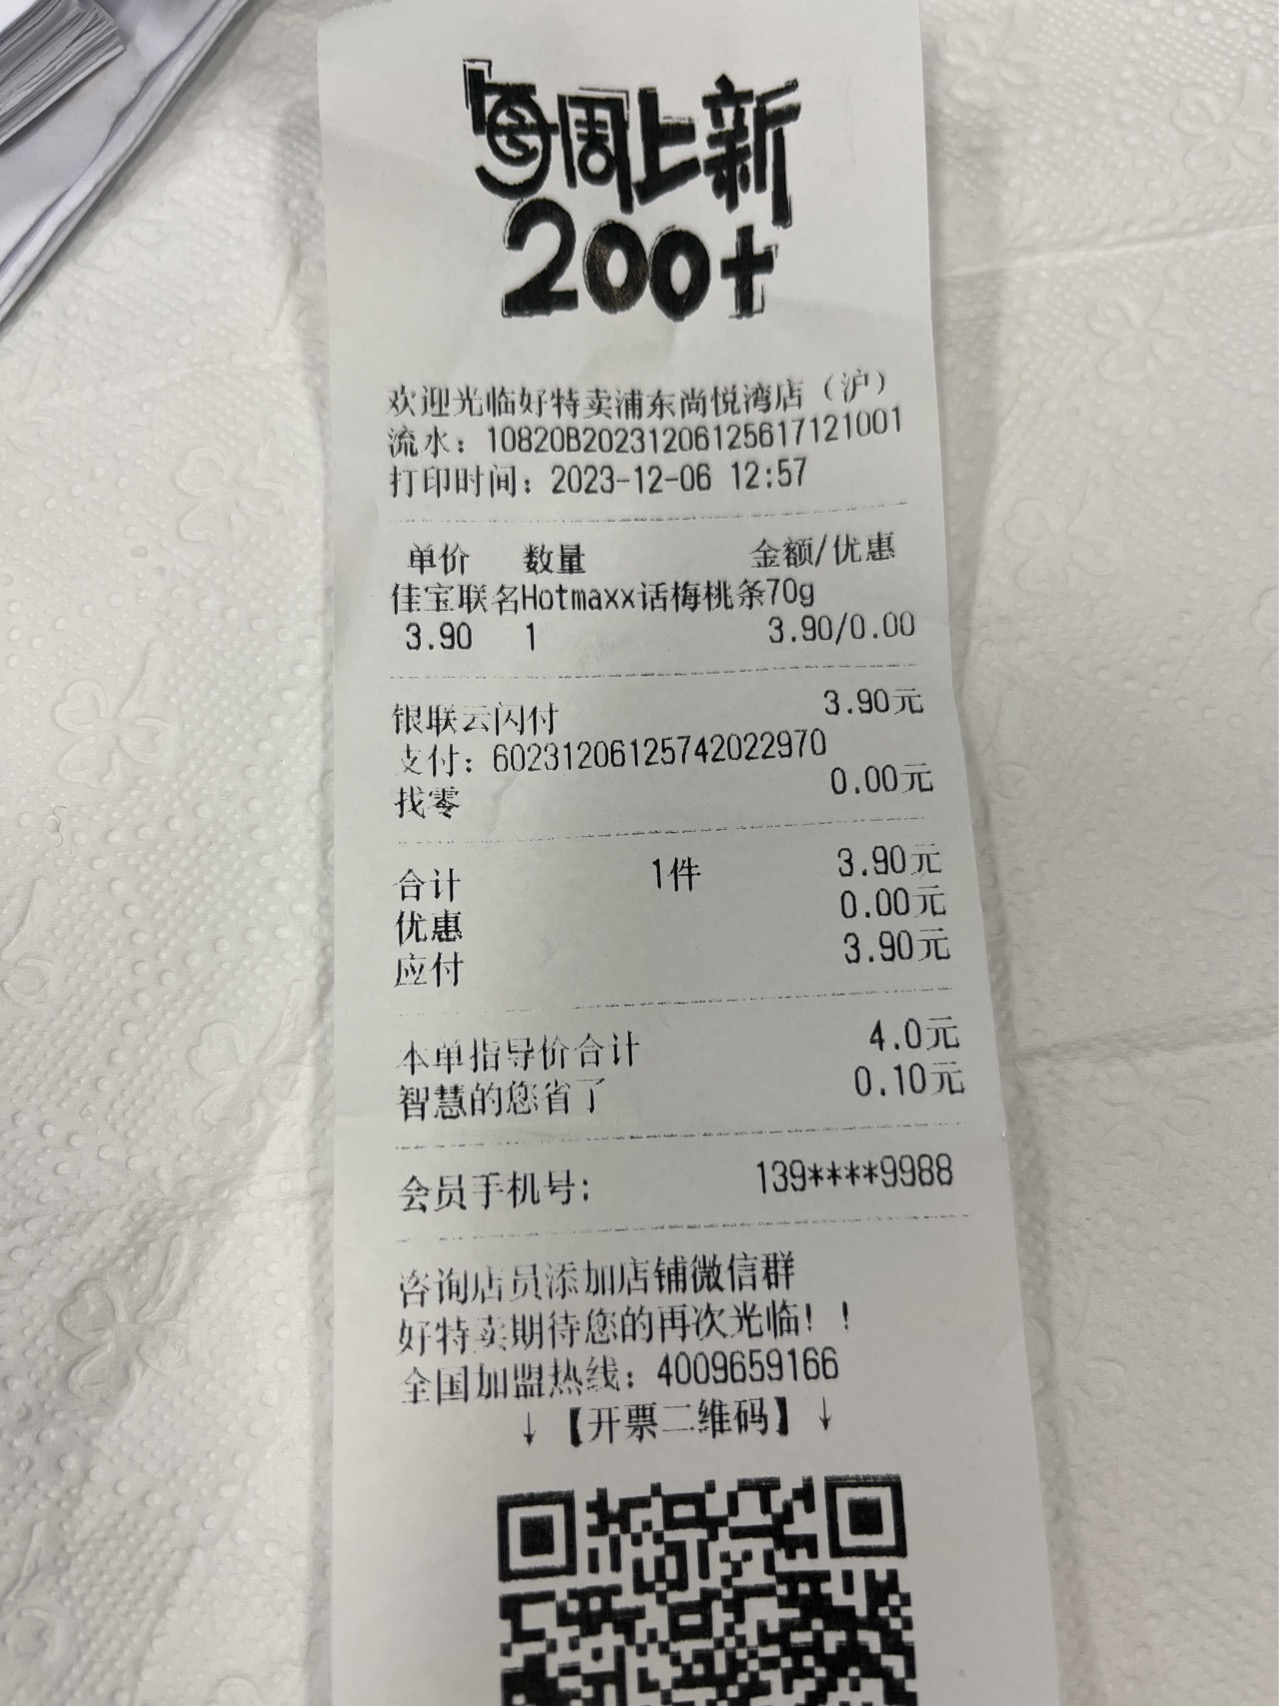 每周上新
200+
欢迎光临好特卖浦东尚悦湾店（沪）
流水：10820B20231206125617121001
打印时间：2023-12-06 12:57
单价 数量 金额/优惠
佳宝联名Hotmaxx话梅桃条70g
3.90 1 3.90/0.00
银联云闪付 3.90元
支付：60231206125742022970
找零 0.00元
合计 1件 3.90元
优惠 0.00元
应付 3.90元
本单指导价合计 4.0元
智慧的您省了 0.10元
会员手机号： 139****9988
咨询店员添加店铺微信群
好特卖期待您的再次光临！！
全国加盟热线：4009659166
↓【开票二维码】↓